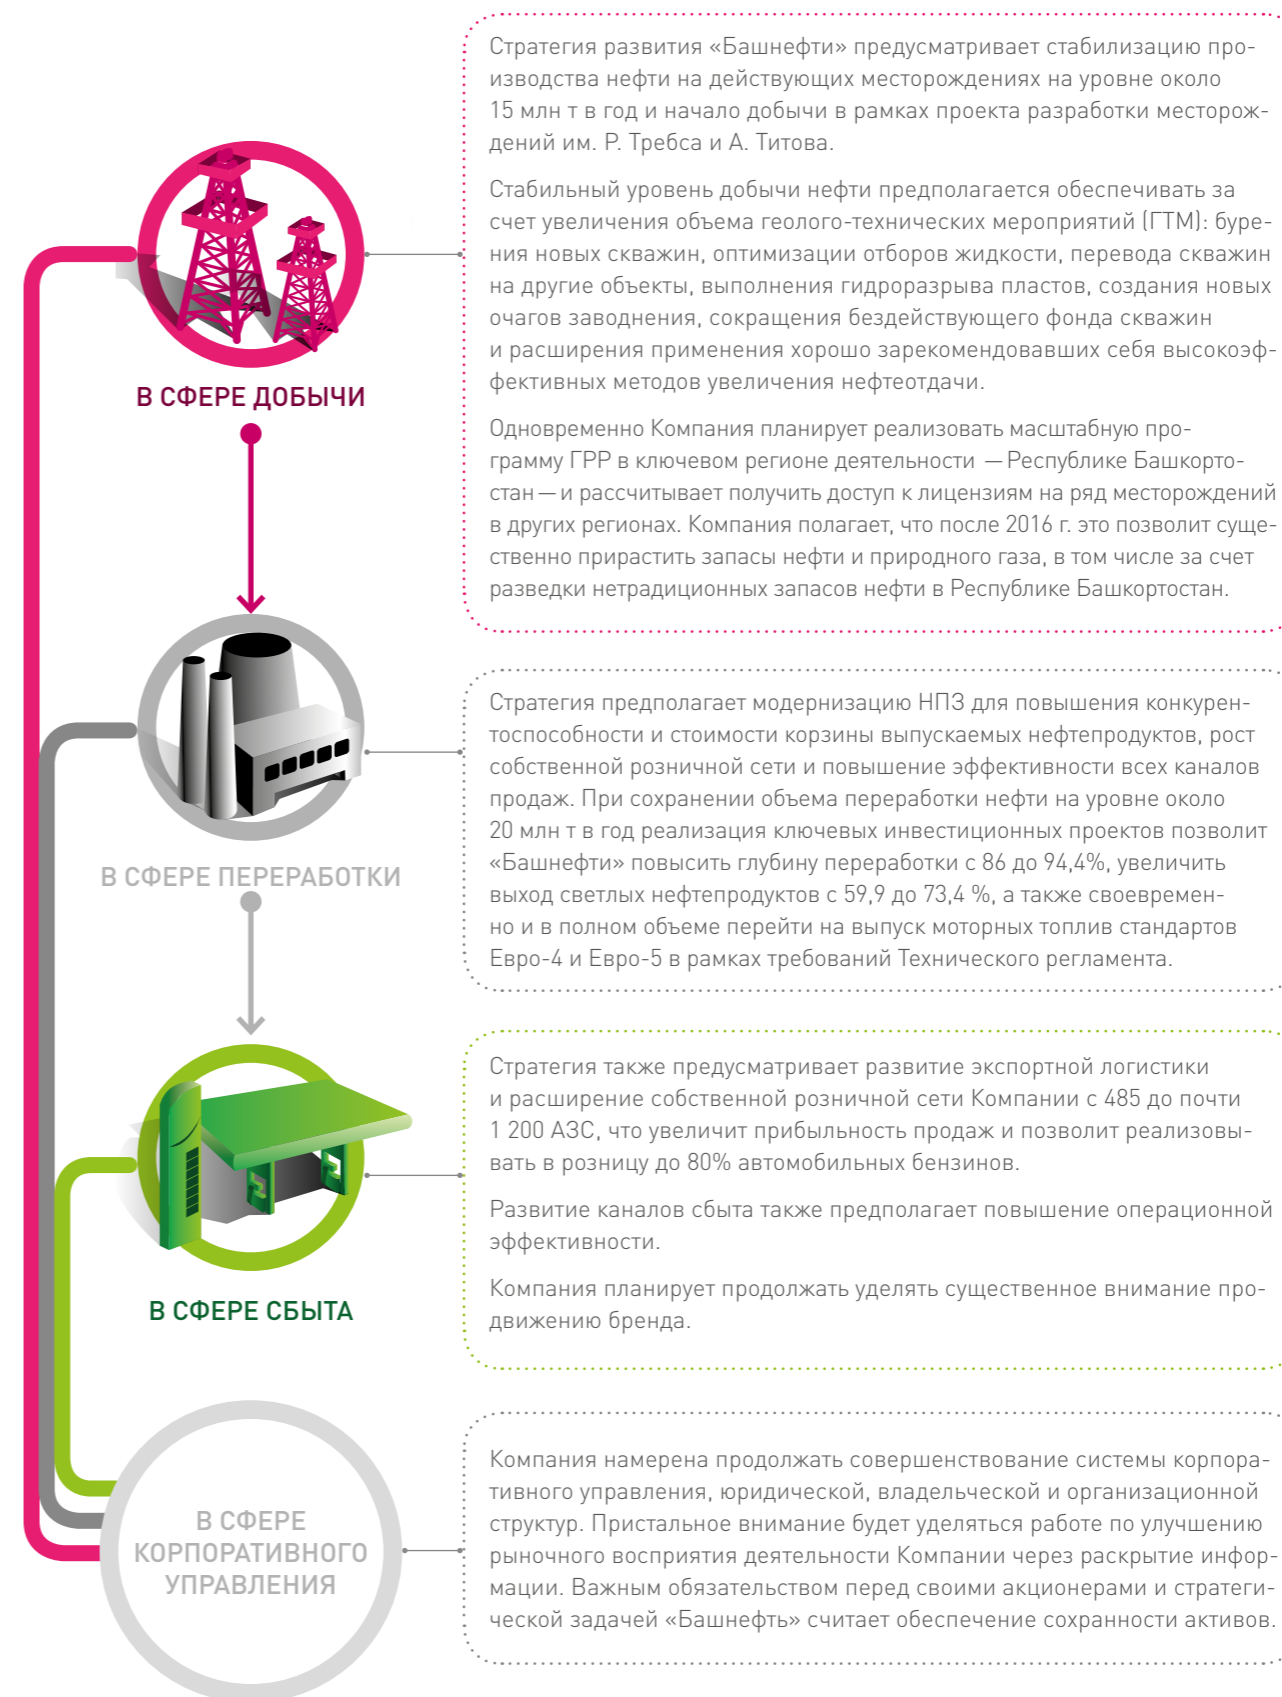 Стратегия развития «Башнефти» предусматривает стабилизацию про-
изводства нефти на действующих месторождениях на уровне около
15 млн т в год и начало добычи в рамках проекта разработки месторож-
дений им. Р. Требса и А. Титова.
Стабильный уровень добычи нефти предполагается обеспечивать за
счет увеличения объема геолого-технических мероприятий (ГТМ): буре-
ния новых скважин, оптимизации отборов жидкости, перевода скважин
на другие объекты, выполнения гидроразрыва пластов, создания новых
очагов заводнения, сокращения бездействующего фонда скважин
и расширения применения хорошо зарекомендовавших себя высокоэф-
фективных методов увеличения нефтеотдачи.
Одновременно Компания планирует реализовать масштабную про-
грамму ГРР в ключевом регионе деятельности — Республике Башкорто-
стан — и рассчитывает получить доступ к лицензиям на ряд месторождений
в других регионах. Компания полагает, что после 2016 г. это позволит суще-
ственно прирастить запасы нефти и природного газа, в том числе за счет
разведки нетрадиционных запасов нефти в Республике Башкортостан.
В СФЕРЕ ДОБЫЧИ
Стратегия предполагает модернизацию НПЗ для повышения конкурен-
тоспособности и стоимости корзины выпускаемых нефтепродуктов, рост
собственной розничной сети и повышение эффективности всех каналов
продаж. При сохранении объема переработки нефти на уровне около
20 млн т в год реализация ключевых инвестиционных проектов позволит
«Башнефти» повысить глубину переработки с 86 до 94,4%, увеличить
выход светлых нефтепродуктов с 59,9 до 73,4 %, а также своевремен-
но и в полном объеме перейти на выпуск моторных топлив стандартов
Евро-4 и Евро-5 в рамках требований Технического регламента.
В СФЕРЕ ПЕРЕРАБОТКИ
Стратегия также предусматривает развитие экспортной логистики
и расширение собственной розничной сети Компании с 485 до почти
1 200 АЗС, что увеличит прибыльность продаж и позволит реализовы-
вать в розницу до 80% автомобильных бензинов.
Развитие каналов сбыта также предполагает повышение операционной
эффективности.
Компания планирует продолжать уделять существенное внимание про-
движению бренда.
В СФЕРЕ СБЫТА
Компания намерена продолжать совершенствование системы корпора-
тивного управления, юридической, владельческой и организационной
структур. Пристальное внимание будет уделяться работе по улучшению
рыночного восприятия деятельности Компании через раскрытие инфор-
мации. Важным обязательством перед своими акционерами и стратеги-
ческой задачей «Башнефть» считает обеспечение сохранности активов.
В СФЕРЕ
КОРПОРАТИВНОГО
УПРАВЛЕНИЯ